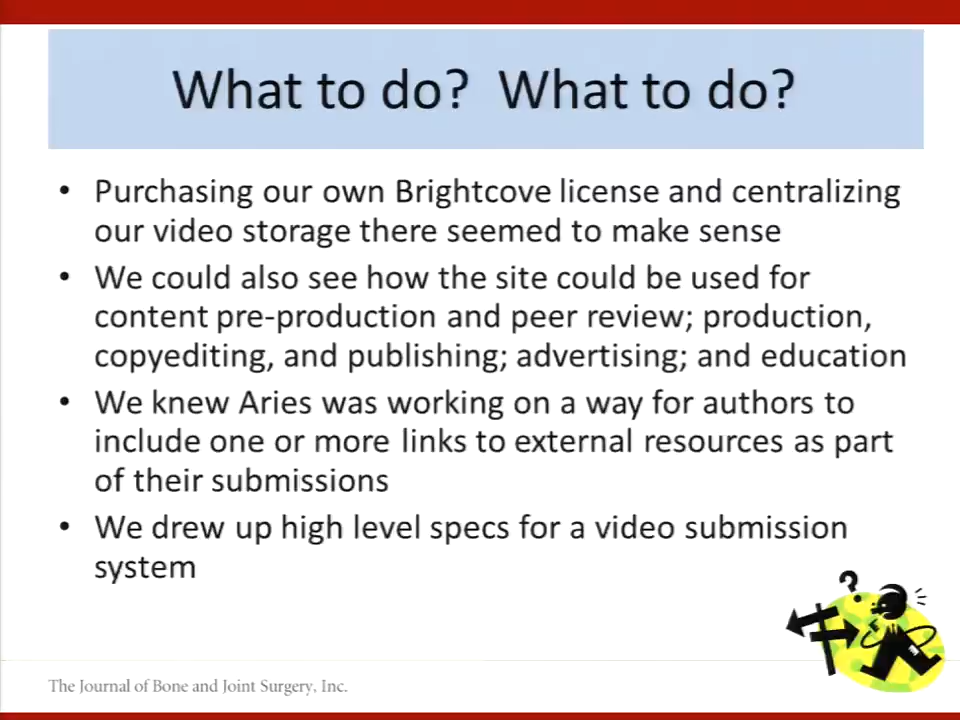 What to do?  What to do?
• Purchasing our own Brightcove license and centralizing
our video storage there seemed to make sense
• We could also see how the site could be used for
content pre-production and peer review; production,
copyediting, and publishing; advertising; and education
• We knew Aries was working on a way for authors to
include one or more links to external resources as part
of their submissions
• We drew up high level specs for a video submission
system
?
The Journal of Bone and Joint Surgery, Inc.